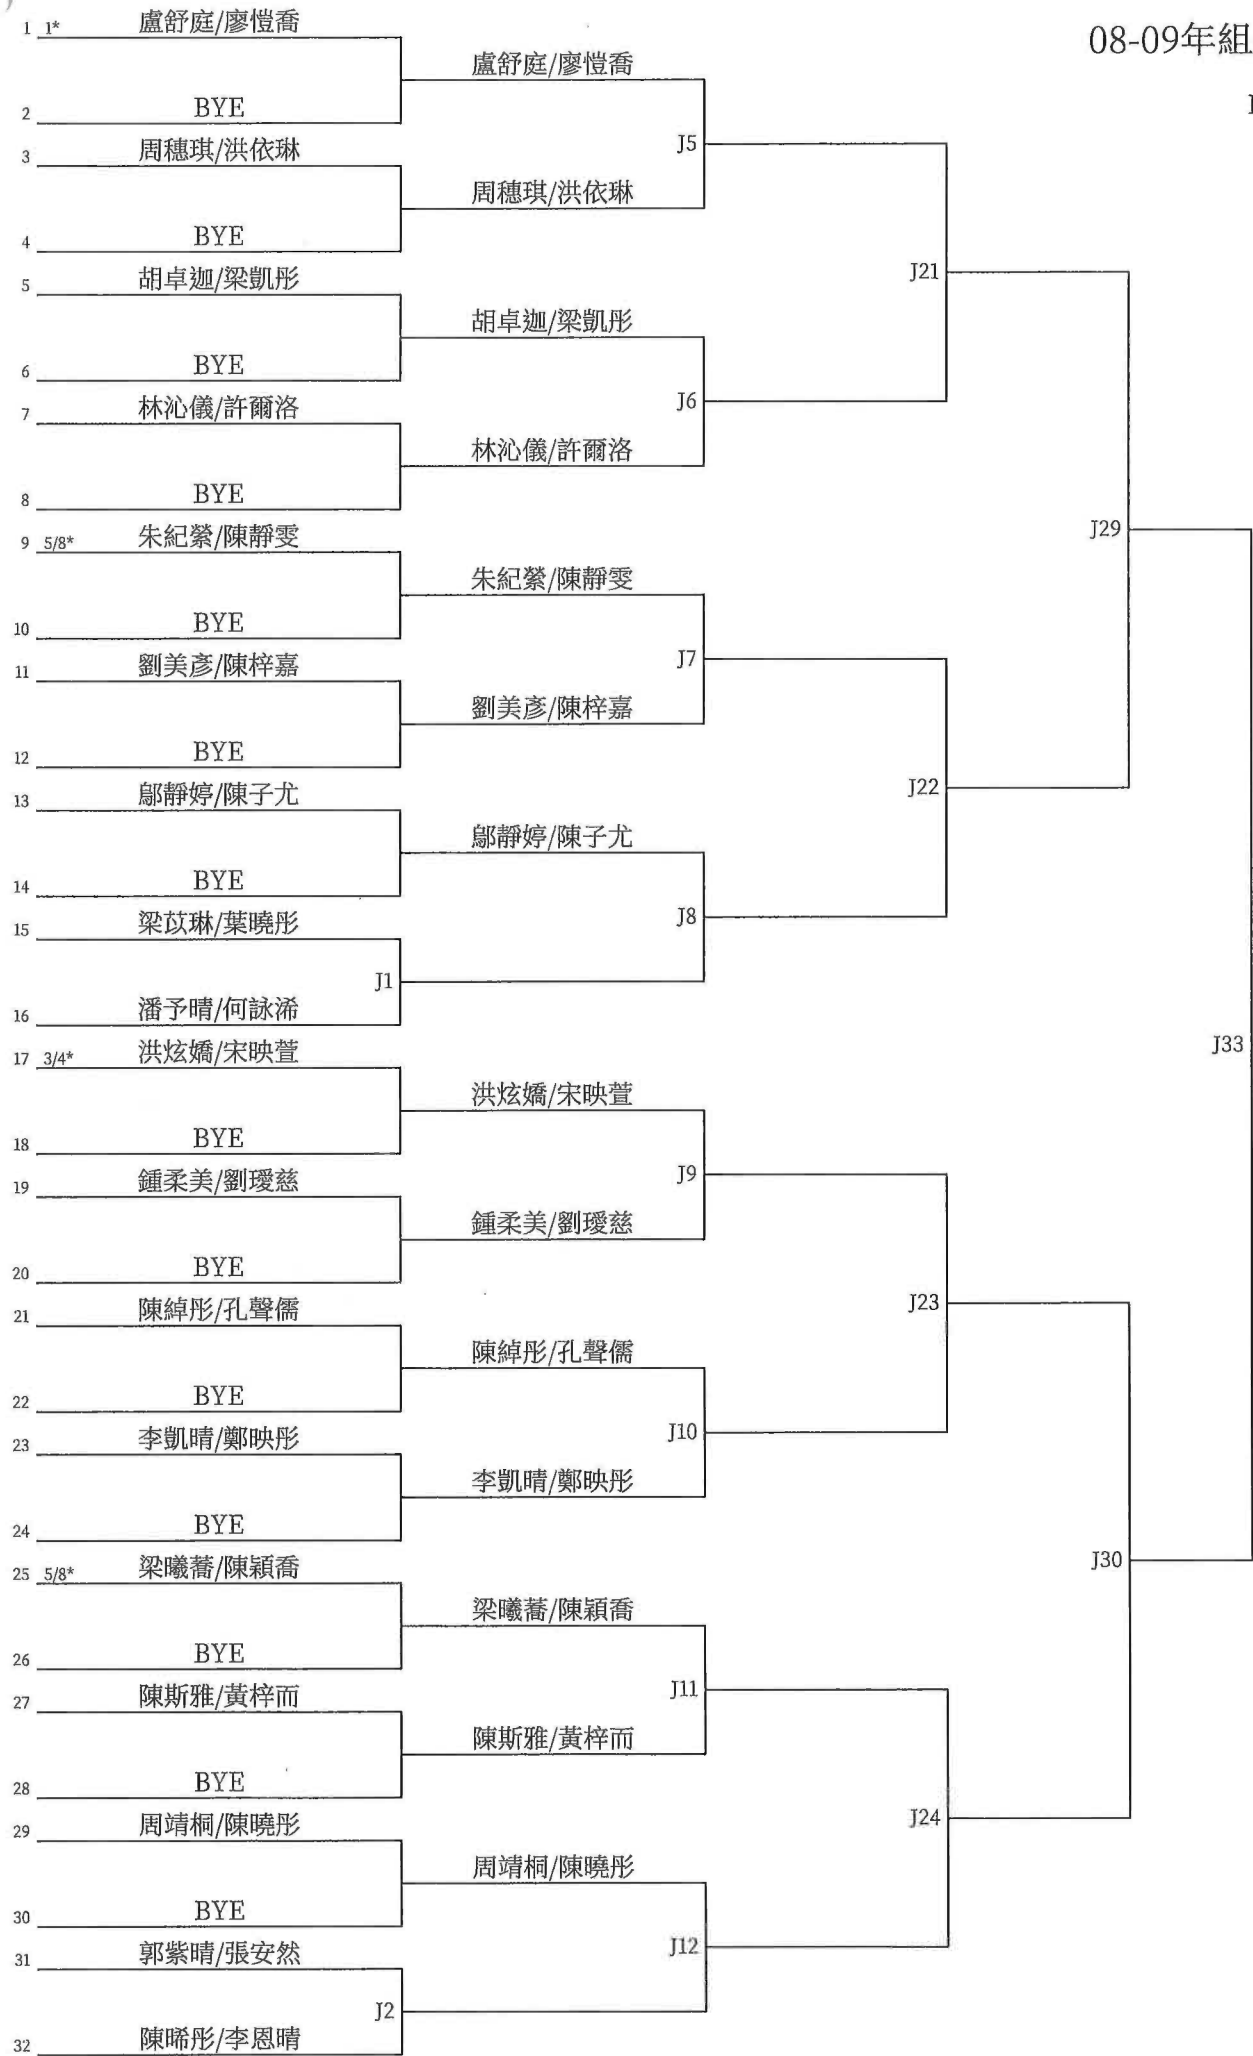 08-09年組
1 1* 盧舒庭/廖愷喬
盧舒庭/廖愷喬
2 BYE
J5
3 周穗琪/洪依琳
周穗琪/洪依琳
4 BYE
J21
5 胡卓迦/梁凱彤
胡卓迦/梁凱彤
6 BYE
J6
7 林沁儀/許爾洛
林沁儀/許爾洛
8 BYE
J29
9 5/8* 朱紀縈/陳靜雯
朱紀縈/陳靜雯
10 BYE
J7
11 劉美彥/陳梓嘉
劉美彥/陳梓嘉
12 BYE
J22
13 鄔靜婷/陳子尤
鄔靜婷/陳子尤
14 BYE
J8
15 梁苡琳/葉曉彤
J1
16 潘予晴/何詠浠
J33
17 3/4* 洪炫嬌/宋映萱
洪炫嬌/宋映萱
18 BYE
J9
19 鍾柔美/劉璦慈
鍾柔美/劉璦慈
20 BYE
J23
21 陳綽彤/孔聲儒
陳綽彤/孔聲儒
22 BYE
J10
23 李凱晴/鄭映彤
李凱晴/鄭映彤
24 BYE
J30
25 5/8* 梁曦蕎/陳穎喬
梁曦蕎/陳穎喬
26 BYE
J11
27 陳斯雅/黃梓而
陳斯雅/黃梓而
28 BYE
J24
29 周靖桐/陳曉彤
周靖桐/陳曉彤
30 BYE
J12
31 郭紫晴/張安然
J2
32 陳晞彤/李恩晴